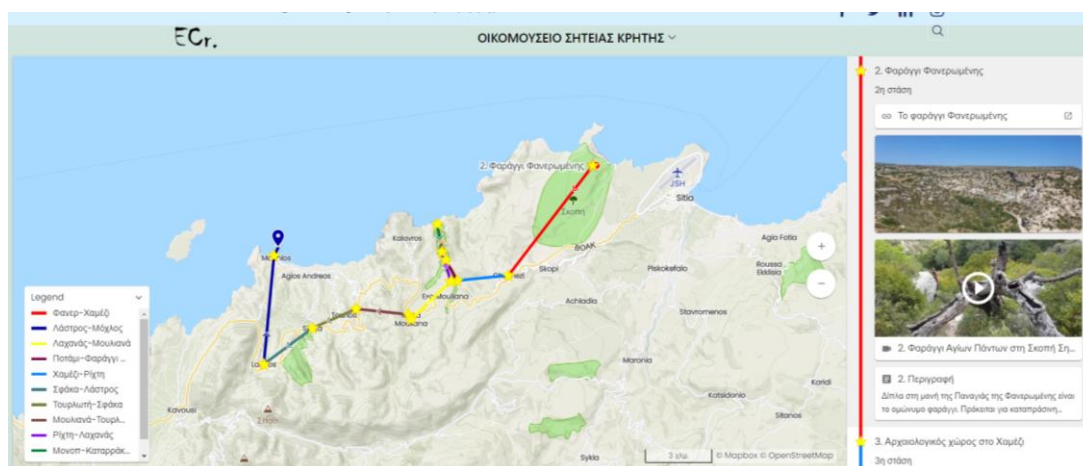 ECr.
ΟΙΚΟΜΟΥΣΕΙΟ ΣΗΤΕΙΑΣ ΚΡΗΤΗΣ
2. Φαράγγι Φανερωμένης
2η στάση
Το φαράγγι Φανερωμένης
2. Φαράγγι Αγίων Πάντων στη Σκοπή Ση...
2. Περιγραφή
Δίπλα στη μονή της Παναγιάς της Φανερωμένης είναι
το ομώνυμο φαράγγι. Πρόκειται για καταπράσινη...
3. Αρχαιολογικός χώρος στο Χαμέζι
3η στάση
2. Φαράγγι Φανερωμένης
JSH
Sitia
Σκοπή
ΒΟΑΚ
Kalavros
Agia Fotia
Roussa
Ekklisia
Agios Andreas
Skopi
Piskokefalo
Achladia
Stavromenos
Maronia
Katsidonio
Karidi
Sitanos
Kavousi
Sykia
3 χλμ.
© Mapbox © OpenStreetMap
Legend
Φανερ-Χαμέζι
Λάστρος-Μόχλος
Λαχανάς-Μουλιανά
Ποτάμι-Φαράγγι ...
Χαμέζι-Ρίχτη
Σφάκα-Λάστρος
Τουρλωτή-Σφάκα
Μουλιανά-Τουρλ...
Ρίχτη-Λαχανάς
Μονοπ-Καταρράκ...